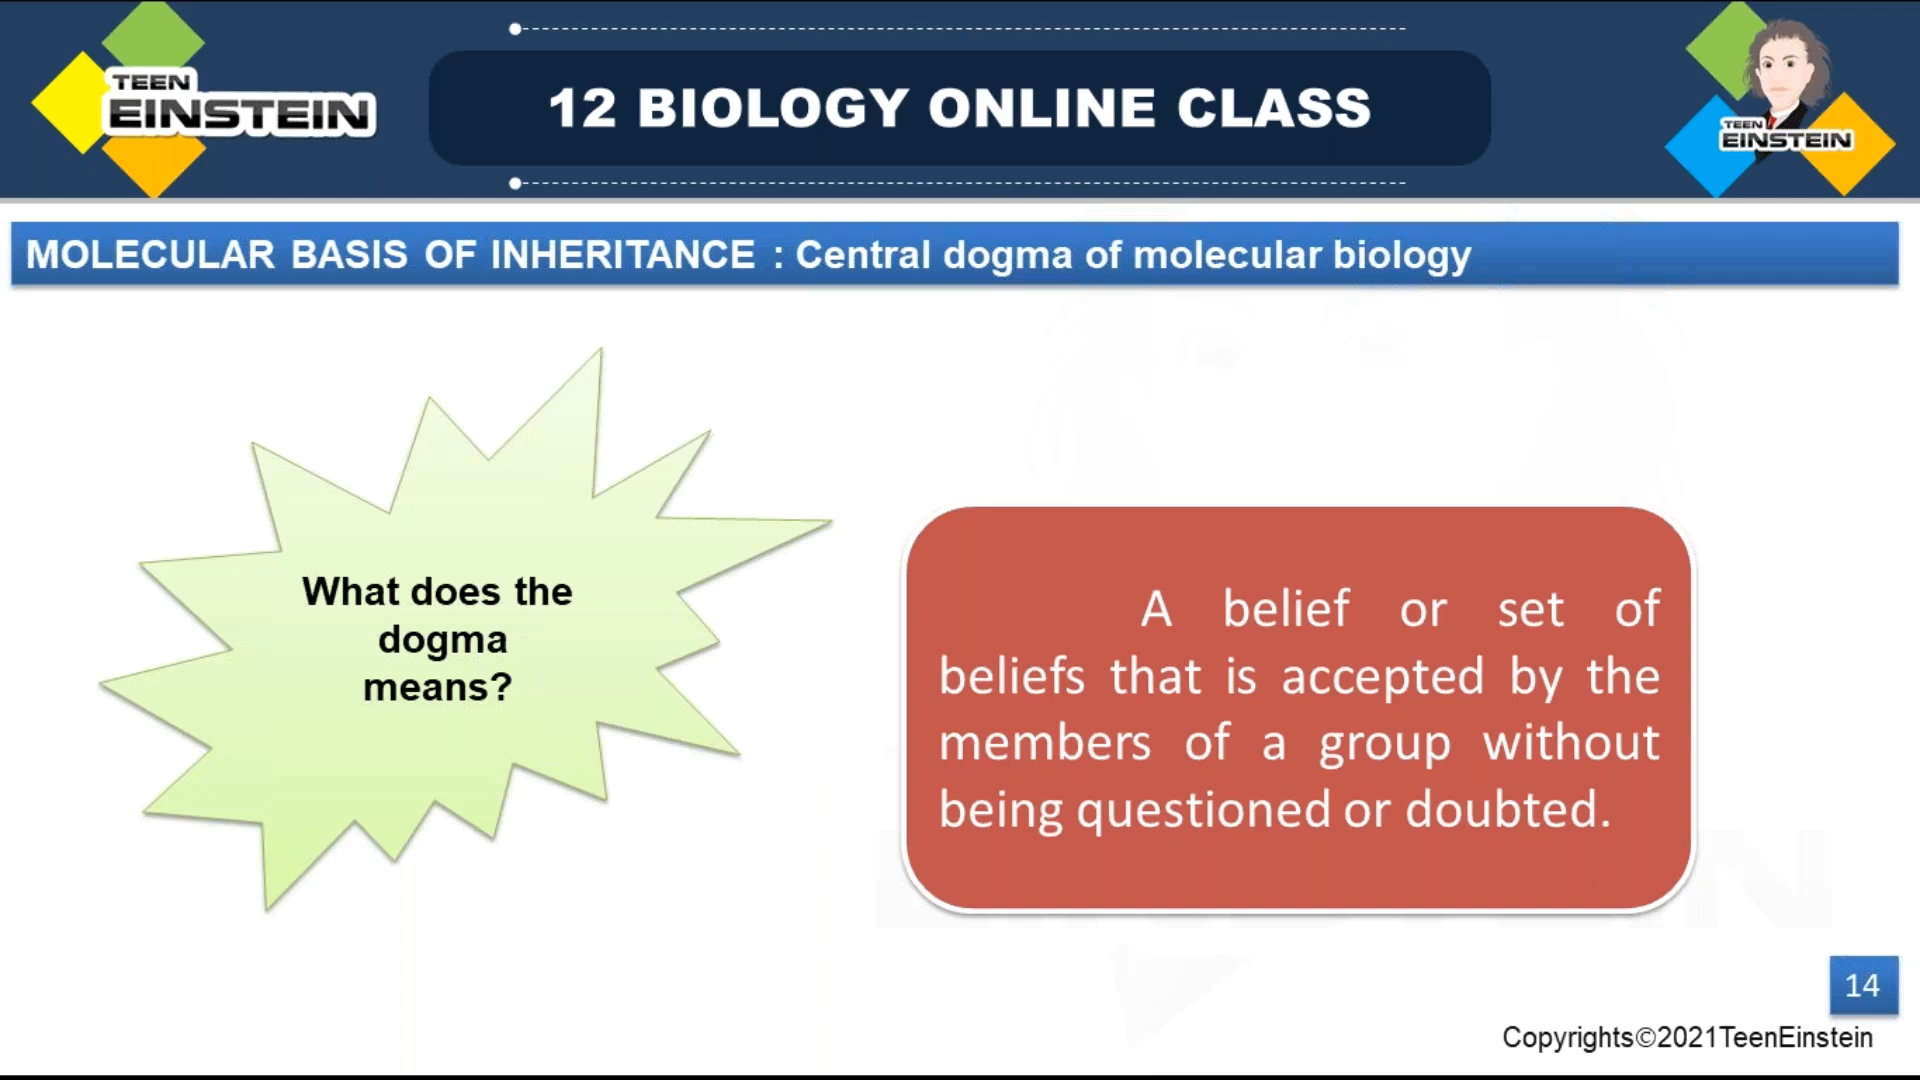 TEEN
EINSTEIN
12 BIOLOGY ONLINE CLASS
TEEN
EINSTEIN
MOLECULAR BASIS OF INHERITANCE : Central dogma of molecular biology
What does the
dogma
means?
A belief or set of
beliefs that is accepted by the
members of a group without
being questioned or doubted.
14
Copyrights©2021TeenEinstein